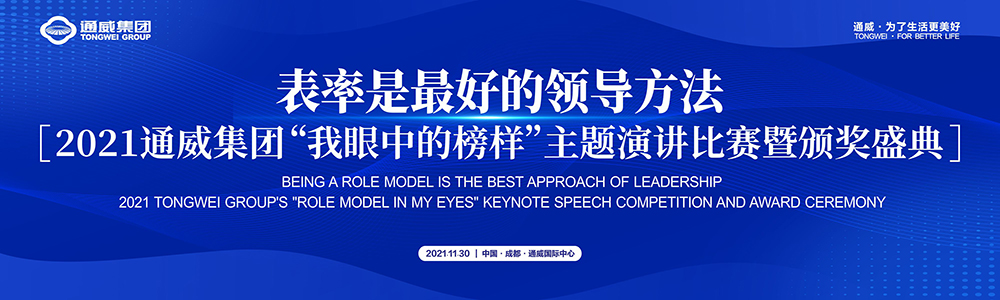 通威集团
TONGWEI GROUP
通威·为了生活更美好
TONGWEI·FOR BETTER LIFE
表率是最好的领导方法
[2021通威集团“我眼中的榜样”主题演讲比赛暨颁奖盛典]
BEING A ROLE MODEL IS THE BEST APPROACH OF LEADERSHIP
2021 TONGWEI GROUP'S "ROLE MODEL IN MY EYES" KEYNOTE SPEECH COMPETITION AND AWARD CEREMONY
2021·11·30 | 中国·成都·通威国际中心